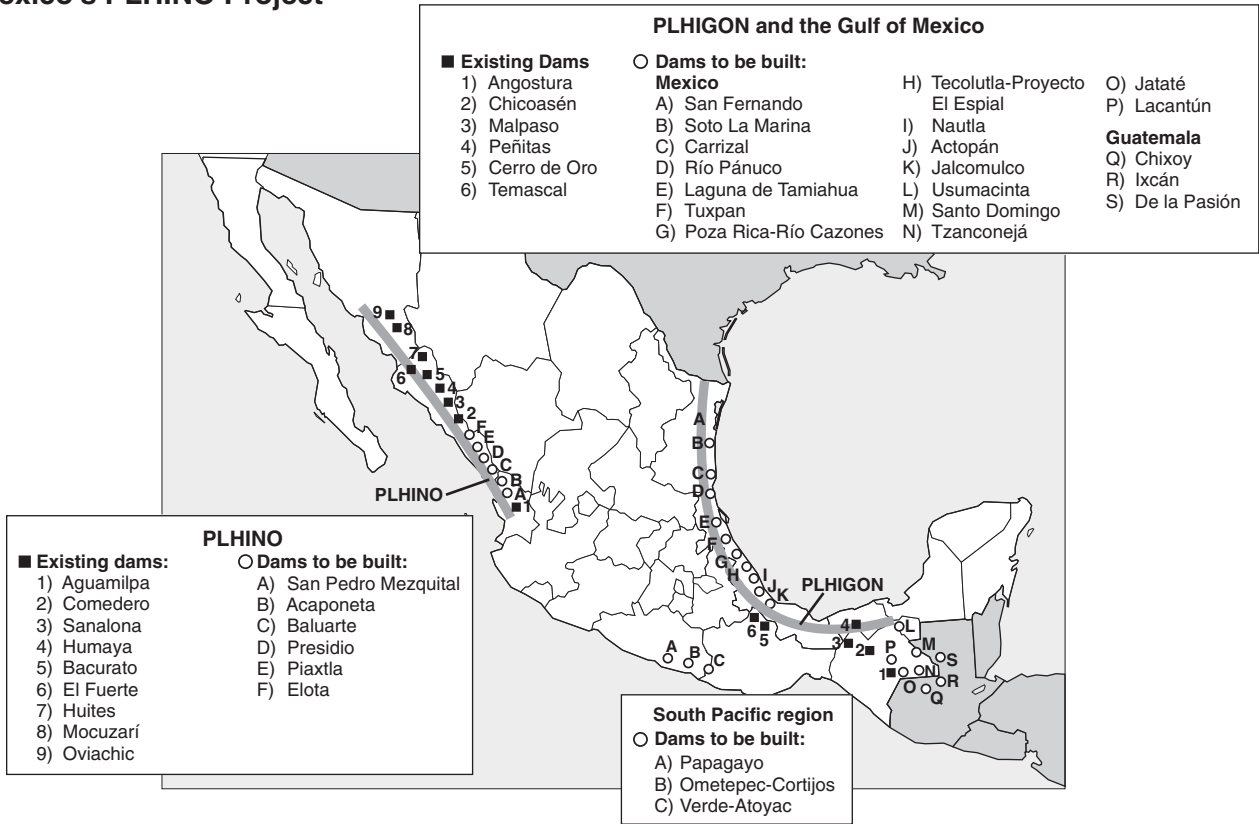 exico's PLHINO Project
PLHIGON and the Gulf of Mexico
■ Existing Dams
1) Angostura
2) Chicoasén
3) Malpaso
4) Peñitas
5) Cerro de Oro
6) Temascal
○ Dams to be built:
Mexico
A) San Fernando
B) Soto La Marina
C) Carrizal
D) Río Pánuco
E) Laguna de Tamiahua
F) Tuxpan
G) Poza Rica-Río Cazones
H) Tecolutla-Proyecto
El Espial
I) Nautla
J) Actopán
K) Jalcomulco
L) Usumacinta
M) Santo Domingo
N) Tzanconejá
O) Jataté
P) Lacantún
Guatemala
Q) Chixoy
R) Ixcán
S) De la Pasión
9
8
7
6
5
4
3
2
F
E
D
C
B
A
1
PLHINO
A
B
C
D
E
F
G
H
I
J
K
PLHIGON
6
5
4
3
2
1
L
M
P
S
N
R
O
Q
A
B
C
PLHINO
■ Existing dams:
1) Aguamilpa
2) Comedero
3) Sanalona
4) Humaya
5) Bacurato
6) El Fuerte
7) Huites
8) Mocuzarí
9) Oviachic
○ Dams to be built:
A) San Pedro Mezquital
B) Acaponeta
C) Baluarte
D) Presidio
E) Piaxtla
F) Elota
South Pacific region
○ Dams to be built:
A) Papagayo
B) Ometepec-Cortijos
C) Verde-Atoyac